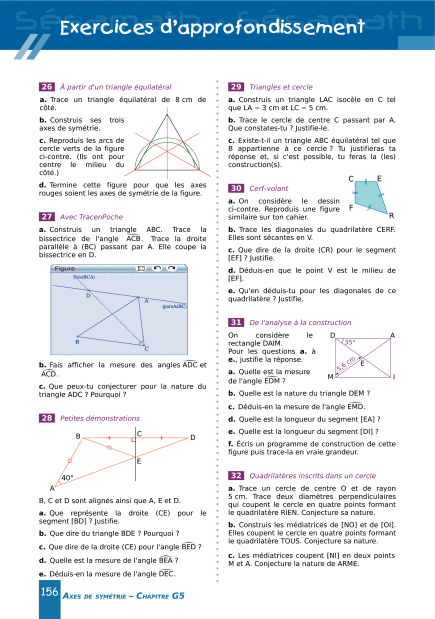 Exercices d'approfondissement
26 À partir d'un triangle équilatéral
a. Trace un triangle équilatéral de 8 cm de
côté.
b. Construis ses trois
axes de symétrie.
c. Reproduis les arcs de
cercle verts de la figure
ci-contre. (Ils ont pour
centre le milieu du
côté.)
d. Termine cette figure pour que les axes
rouges soient les axes de symétrie de la figure.
27 Avec TracenPoche
a. Construis un triangle ABC. Trace la
bissectrice de l'angle ACB. Trace la droite
parallèle à (BC) passant par A. Elle coupe la
bissectrice en D.
Figure
D
A
B
C
b. Fais afficher la mesure des angles ADC et
ACD.
c. Que peux-tu conjecturer pour la nature du
triangle ADC ? Pourquoi ?
28 Petites démonstrations
B
C
D
E
40°
A
B, C et D sont alignés ainsi que A, E et D.
a. Que représente la droite (CE) pour le
segment [BD] ? Justifie.
b. Que dire du triangle BDE ? Pourquoi ?
c. Que dire de la droite (CE) pour l'angle BED ?
d. Quelle est la mesure de l'angle BEA ?
e. Déduis-en la mesure de l'angle DEC.
29 Triangles et cercle
a. Construis un triangle LAC isocèle en C tel
que LA = 3 cm et LC = 5 cm.
b. Trace le cercle de centre C passant par A.
Que constates-tu ? Justifie-le.
c. Existe-t-il un triangle ABC équilatéral tel que
B appartienne à ce cercle ? Tu justifieras ta
réponse et, si c'est possible, tu feras la (les)
construction(s).
30 Cerf-volant
a. On considère le dessin
ci-contre. Reproduis une figure
similaire sur ton cahier.
C
E
F
R
b. Trace les diagonales du quadrilatère CERF.
Elles sont sécantes en V.
c. Que dire de la droite (CR) pour le segment
[EF] ? Justifie.
d. Déduis-en que le point V est le milieu de
[EF].
e. Qu'en déduis-tu pour les diagonales de ce
quadrilatère ? Justifie.
31 De l'analyse à la construction
On considère le
rectangle DAIM.
Pour les questions a. à
e., justifie la réponse.
a. Quelle est la mesure
de l'angle EDM ?
D
A
35°
E
5,6 cm
M
I
b. Quelle est la nature du triangle DEM ?
c. Déduis-en la mesure de l'angle EMD.
d. Quelle est la longueur du segment [EA] ?
e. Quelle est la longueur du segment [DI] ?
f. Écris un programme de construction de cette
figure puis trace-la en vraie grandeur.
32 Quadrilatères inscrits dans un cercle
a. Trace un cercle de centre O et de rayon
5 cm. Trace deux diamètres perpendiculaires
qui coupent le cercle en quatre points formant
le quadrilatère RIEN. Conjecture sa nature.
b. Construis les médiatrices de [NO] et de [OI].
Elles coupent le cercle en quatre points formant
le quadrilatère TOUS. Conjecture sa nature.
c. Les médiatrices coupent [NI] en deux points
M et A. Conjecture la nature de ARME.
156 AXES DE SYMÉTRIE – CHAPITRE G5